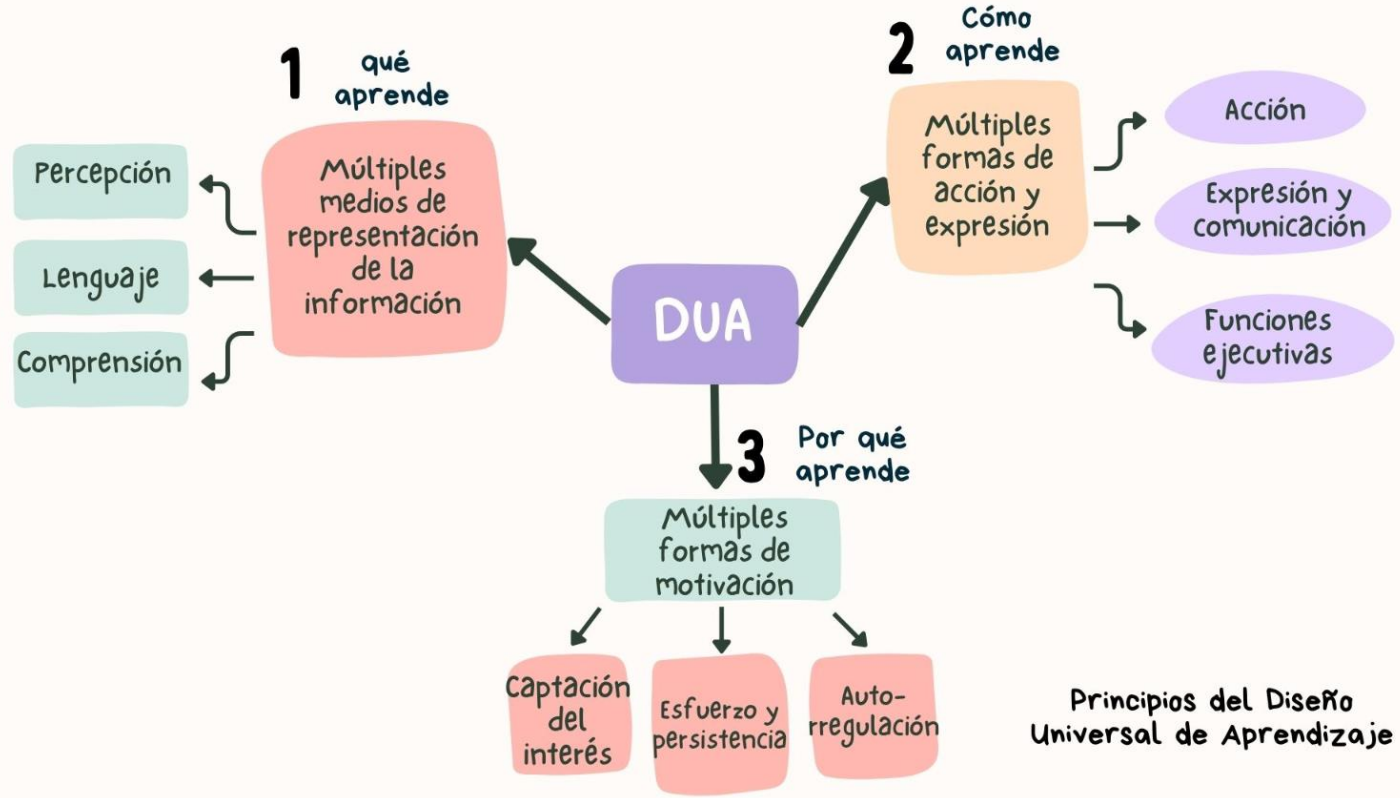 1
qué
aprende
Múltiples
medios de
representación
de la
información
Percepción
Lenguaje
Comprensión
2
Cómo
aprende
Múltiples
formas de
acción y
expresión
Acción
Expresión y
comunicación
Funciones
ejecutivas
DUA
3
Por qué
aprende
Múltiples
formas de
motivación
Captación
del
interés
Esfuerzo y
persistencia
Auto-
rregulación
Principios del Diseño
Universal de Aprendizaje